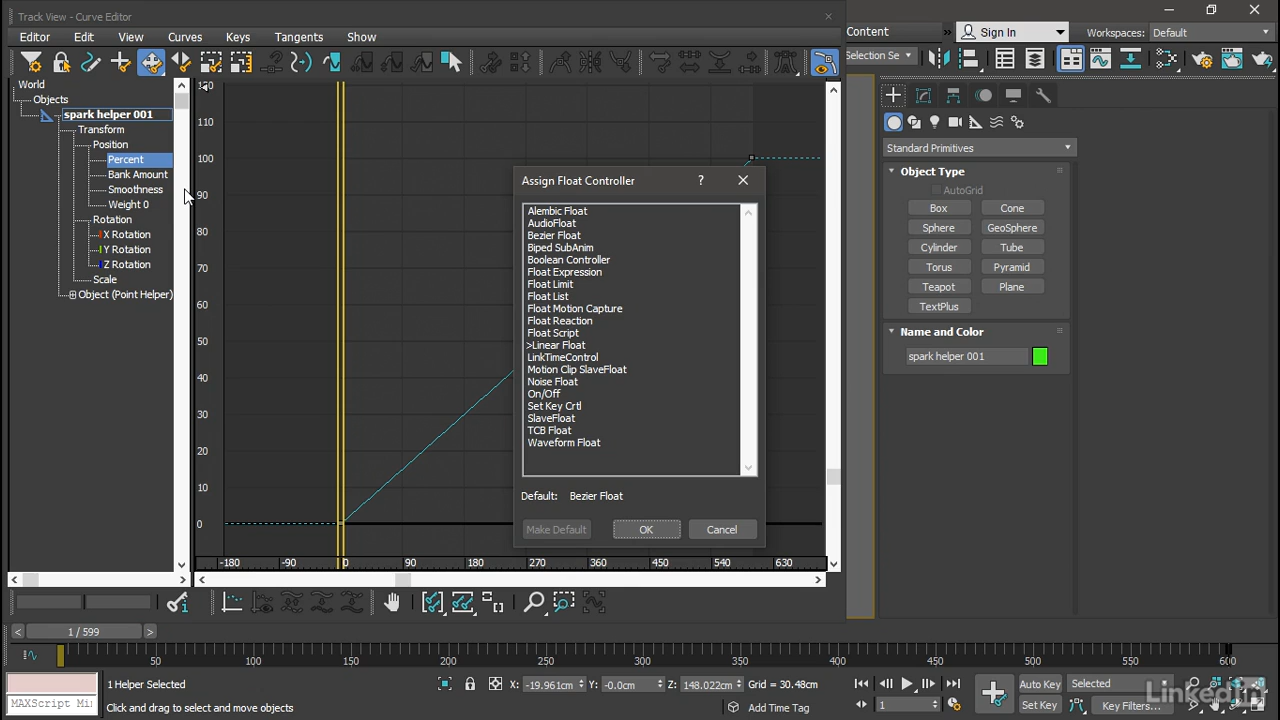 Track View - Curve Editor
Editor Edit View Curves Keys Tangents Show
Content
Sign In
Workspaces: Default
Selection Se
World
Objects
spark helper 001
Transform
Position
Percent
Bank Amount
Smoothness
Weight 0
Rotation
X Rotation
Y Rotation
Z Rotation
Scale
Object (Point Helper)
110
100
90
80
70
60
50
40
30
20
10
0
-180 -90 0 90 180 270 360 450 540 630
Assign Float Controller ?
Alembic Float
AudioFloat
Bezier Float
Biped SubAnim
Boolean Controller
Float Expression
Float Limit
Float List
Float Motion Capture
Float Reaction
Float Script
>Linear Float
LinkTimeControl
Motion Clip SlaveFloat
Noise Float
On/Off
Set Key Crtl
SlaveFloat
TCB Float
Waveform Float
Default: Bezier Float
Make Default OK Cancel
Standard Primitives
Object Type
AutoGrid
Box Cone
Sphere GeoSphere
Cylinder Tube
Torus Pyramid
Teapot Plane
TextPlus
Name and Color
spark helper 001
< 1 / 599 >
50 100 150 200 250 300 350 400 450 500 550 600
1 Helper Selected
X: -19.961cm Y: -0.0cm Z: 148.022cm Grid = 30.48cm
Auto Key Selected
MAXScript Mi
Click and drag to select and move objects
Add Time Tag
1
Set Key Key Filters...
LinkedIn